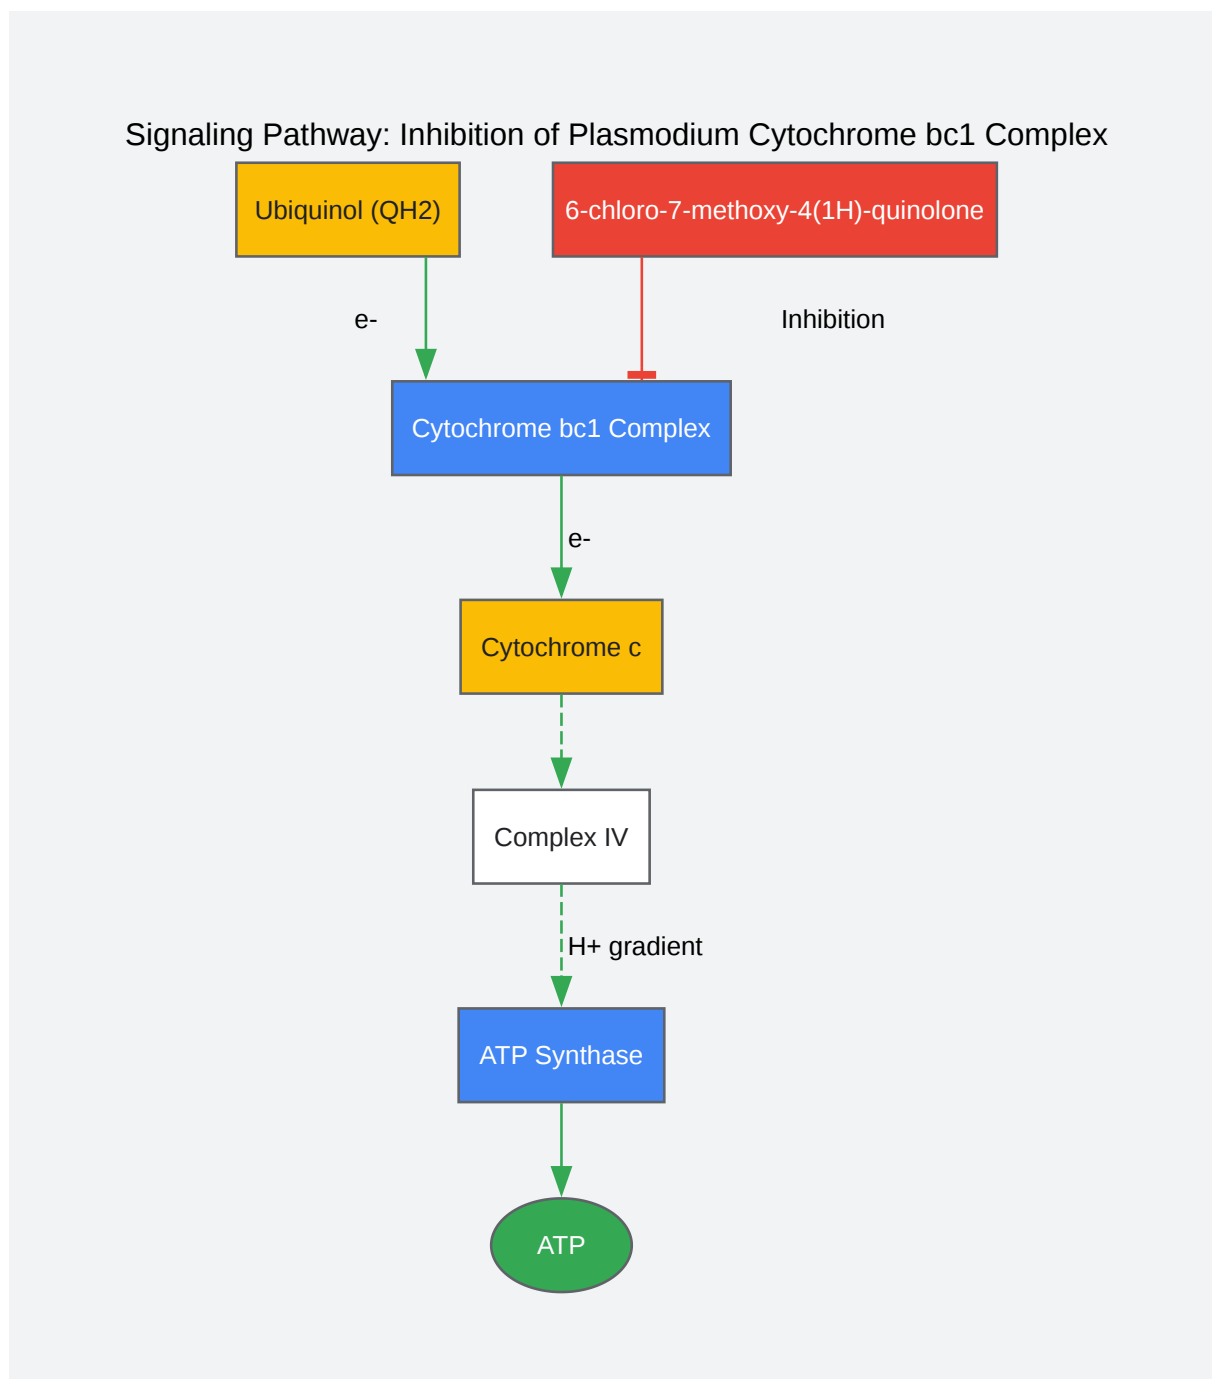 Signaling Pathway: Inhibition of Plasmodium Cytochrome bc1 Complex
Ubiquinol (QH2)
6-chloro-7-methoxy-4(1H)-quinolone
e-
Inhibition
Cytochrome bc1 Complex
e-
Cytochrome c
Complex IV
H+ gradient
ATP Synthase
ATP